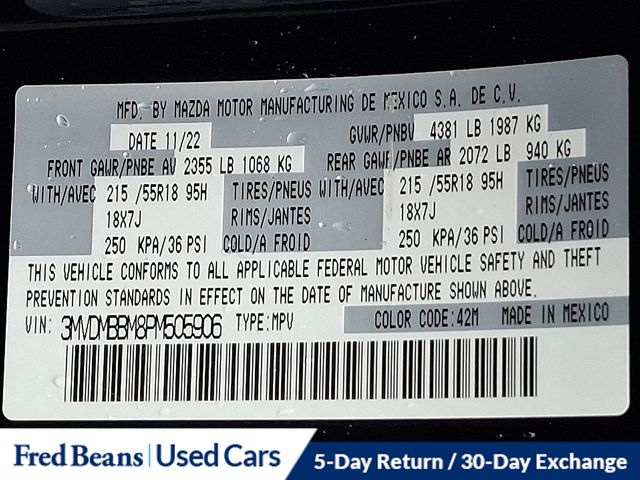 MFD. BY MAZDA MOTOR MANUFACTURING DE MEXICO S.A. DE C.V.
DATE 11/22 GVWR/PNBV 4381 LB 1987 KG
FRONT GAWR/PNBE AV 2355 LB 1068 KG REAR GAWR/PNBE AR 2072 LB 940 KG
WITH/AVEC 215 /55R18 95H TIRES/PNEUS WITH/AVEC 215 /55R18 95H TIRES/PNEUS
18X7J RIMS/JANTES 18X7J RIMS/JANTES
250 KPA/36 PSI COLD/A FROID 250 KPA/36 PSI COLD/A FROID
THIS VEHICLE CONFORMS TO ALL APPLICABLE FEDERAL MOTOR VEHICLE SAFETY AND THEFT
PREVENTION STANDARDS IN EFFECT ON THE DATE OF MANUFACTURE SHOWN ABOVE.
VIN: 3MVDMBBM8PM505906 TYPE:MPV COLOR CODE:42M MADE IN MEXICO
Fred Beans | Used Cars 5-Day Return / 30-Day Exchange